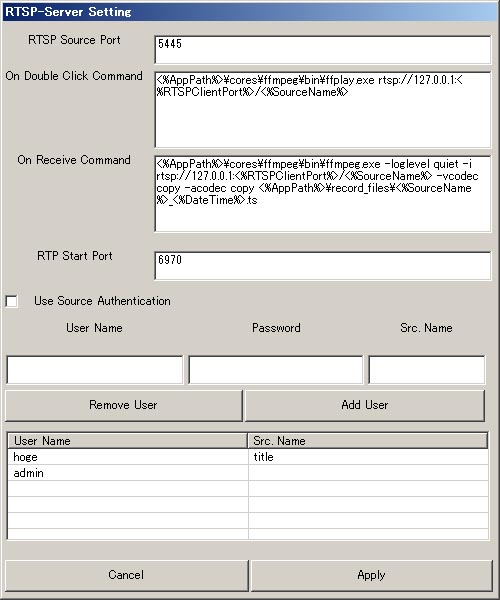 RTSP-Server Setting
RTSP Source Port
5445
On Double Click Command
<%AppPath%>¥cores¥ffmpeg¥bin¥ffplay.exe rtsp://127.0.0.1:<
%RTSPClientPort%>/<%SourceName%>
On Receive Command
<%AppPath%>¥cores¥ffmpeg¥bin¥ffmpeg.exe -loglevel quiet -i
rtsp://127.0.0.1:<%RTSPClientPort%>/<%SourceName%> -vcodec
copy -acodec copy <%AppPath%>¥record_files¥<%SourceName
%>_<%DateTime%>.ts
RTP Start Port
6970
Use Source Authentication
User Name Password Src. Name
Remove User Add User
User Name Src. Name
hoge title
admin
Cancel Apply